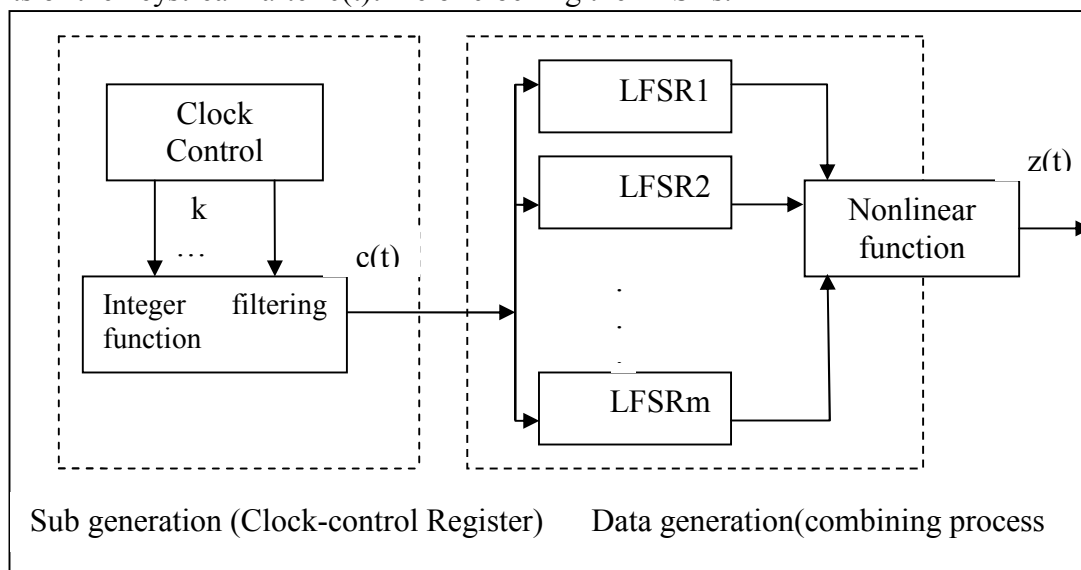 Clock
Control
k
...
c(t)
Integer filtering
function
LFSR1
LFSR2
.
.
.
LFSRm
Nonlinear
function
z(t)
Sub generation (Clock-control Register) Data generation(combining process